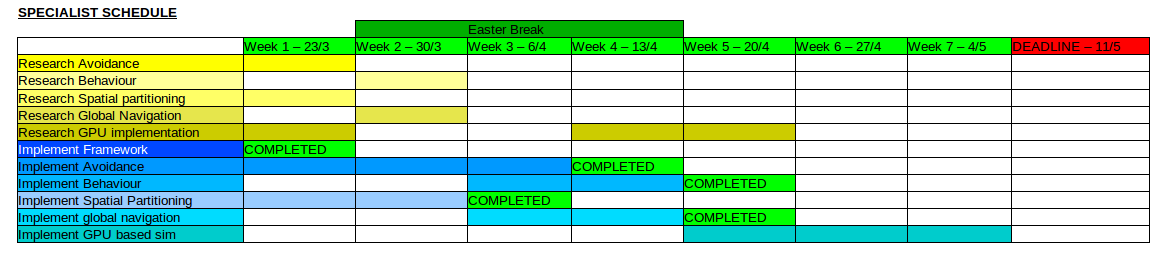 SPECIALIST SCHEDULE
Easter Break
Week 1 – 23/3 Week 2 – 30/3 Week 3 – 6/4 Week 4 – 13/4 Week 5 – 20/4 Week 6 – 27/4 Week 7 – 4/5 DEADLINE – 11/5
Research Avoidance
Research Behaviour
Research Spatial partitioning
Research Global Navigation
Research GPU implementation
Implement Framework COMPLETED
Implement Avoidance COMPLETED
Implement Behaviour COMPLETED
Implement Spatial Partitioning COMPLETED
Implement global navigation COMPLETED
Implement GPU based sim